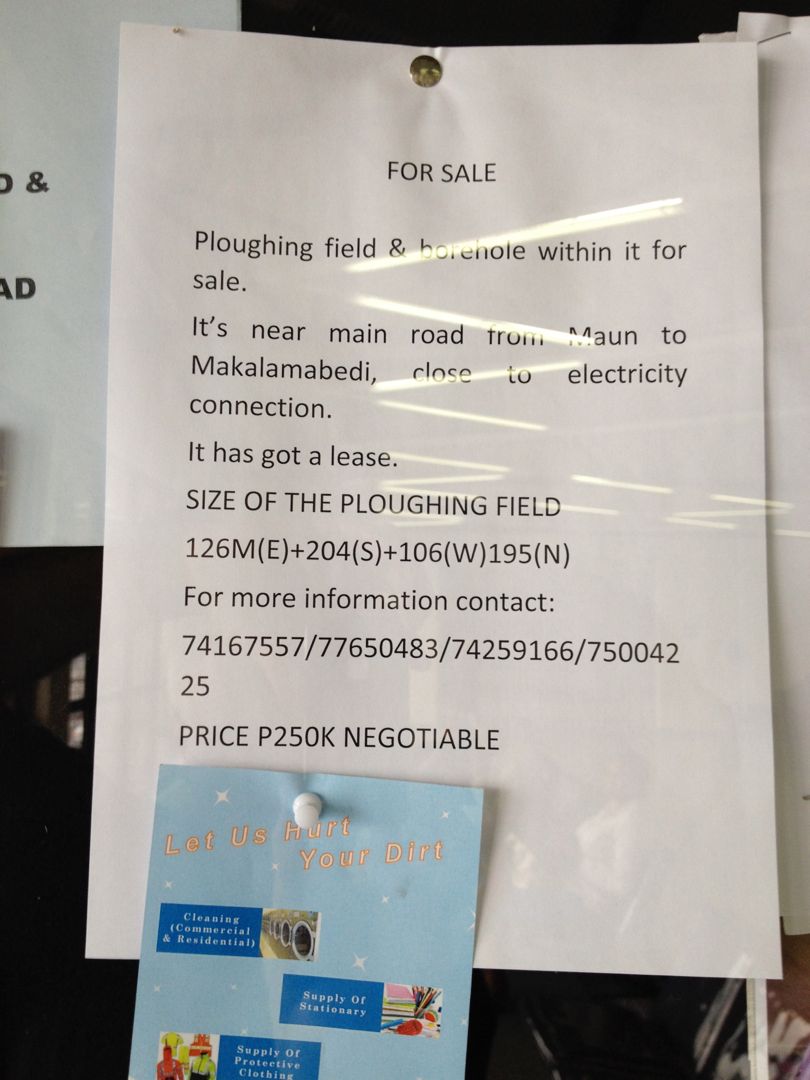 O &
AD
FOR SALE
Ploughing field & borehole within it for
sale.
It's near main road from Maun to
Makalamabedi, close to electricity
connection.
It has got a lease.
SIZE OF THE PLOUGHING FIELD
126M(E)+204(S)+106(W)195(N)
For more information contact:
74167557/77650483/74259166/750042
25
PRICE P250K NEGOTIABLE
Let Us Hurt
Your Dirt
Cleaning
(Commercial
& Residential)
Supply Of
Stationary
Supply Of
Protective
Clothing